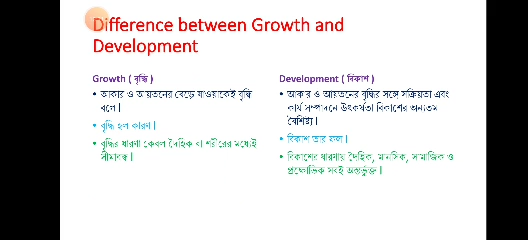 Difference between Growth and
Development
Growth ( বৃদ্ধি )
• আকার ও আয়তনের বেড়ে যাওয়াকেই বৃদ্ধি
বলে ।
• বৃদ্ধি হল কারণ ।
• বৃদ্ধির ধারণা কেবল দৈহিক বা শরীরের মধ্যেই
সীমাবদ্ধ ।
Development ( বিকাশ )
• আকার ও আয়তনের বৃদ্ধির সঙ্গে সক্রিয়তা এবং
কার্য সম্পাদনে উৎকর্ষতা বিকাশের অন্যতম
বৈশিষ্ট্য ।
• বিকাশ তার ফল ।
• বিকাশের ধারণায় দৈহিক, মানসিক, সামাজিক ও
প্রক্ষোভিক সবই অন্তর্ভুক্ত ।